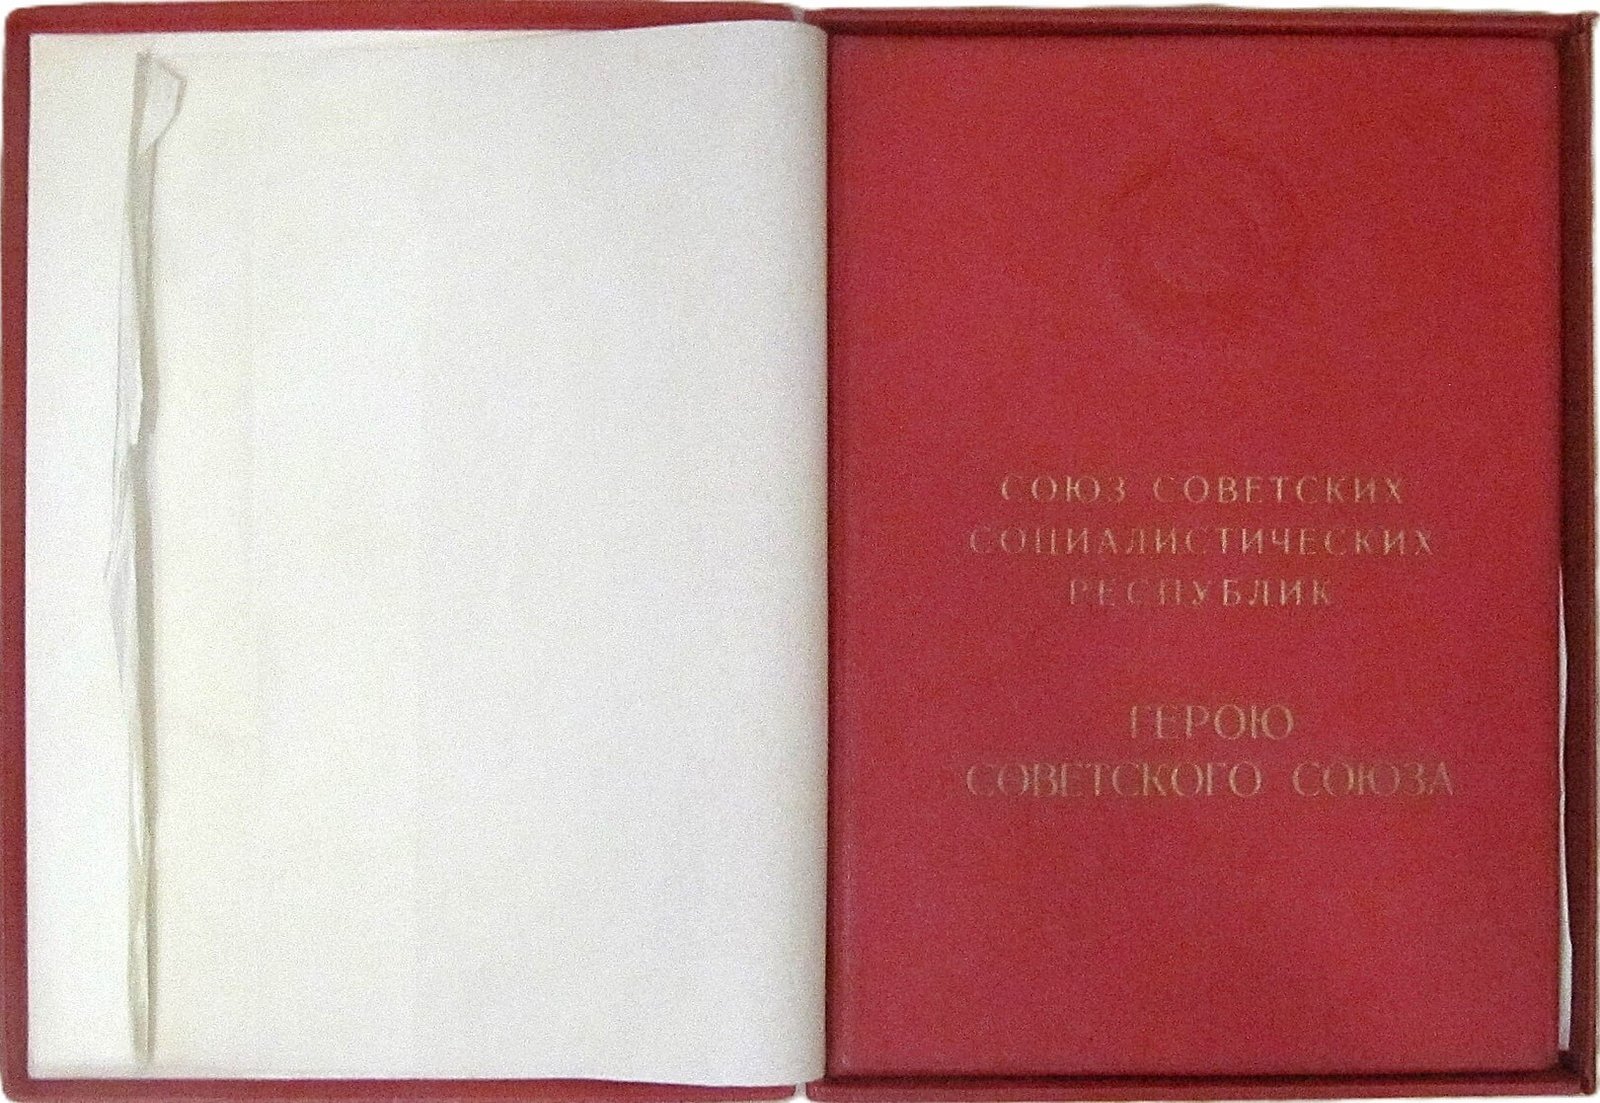 СОЮЗ СОВЕТСКИХ
СОЦИАЛИСТИЧЕСКИХ
РЕСПУБЛИК
ГЕРОЮ
СОВЕТСКОГО СОЮЗА